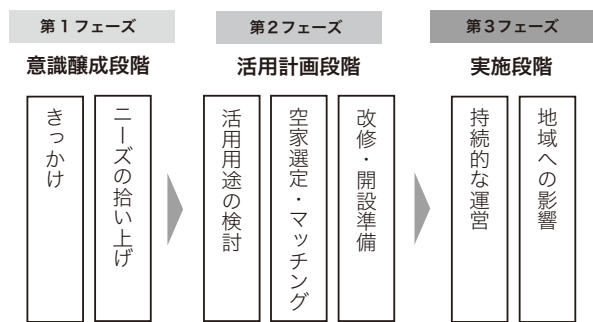 第1フェーズ
意識醸成段階
きっかけ
ニーズの拾い上げ
第2フェーズ
活用計画段階
活用用途の検討
空家選定・マッチング
改修・開設準備
第3フェーズ
実施段階
持続的な運営
地域への影響